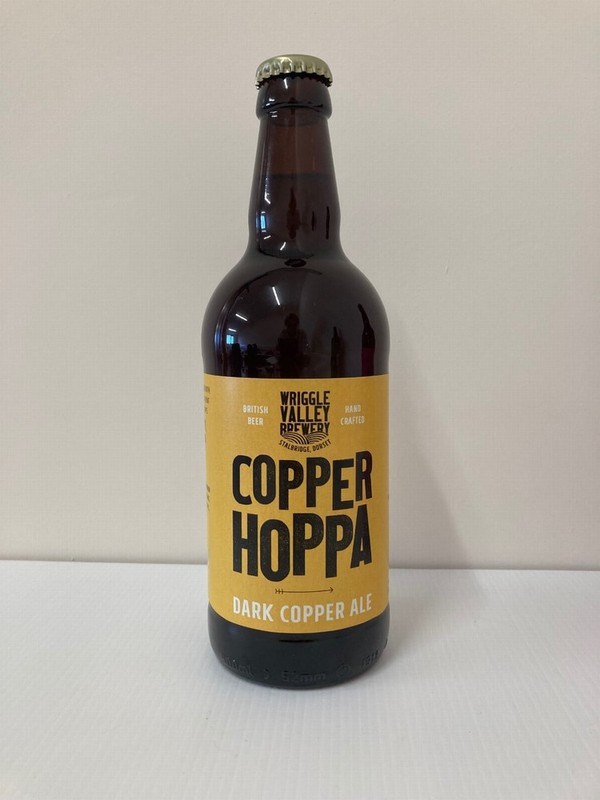 WRIGGLE
VALLEY
BREWERY
STALBRIDGE, DORSET
BRITISH
BEER
HAND
CRAFTED
COPPER
HOPPA
DARK COPPER ALE